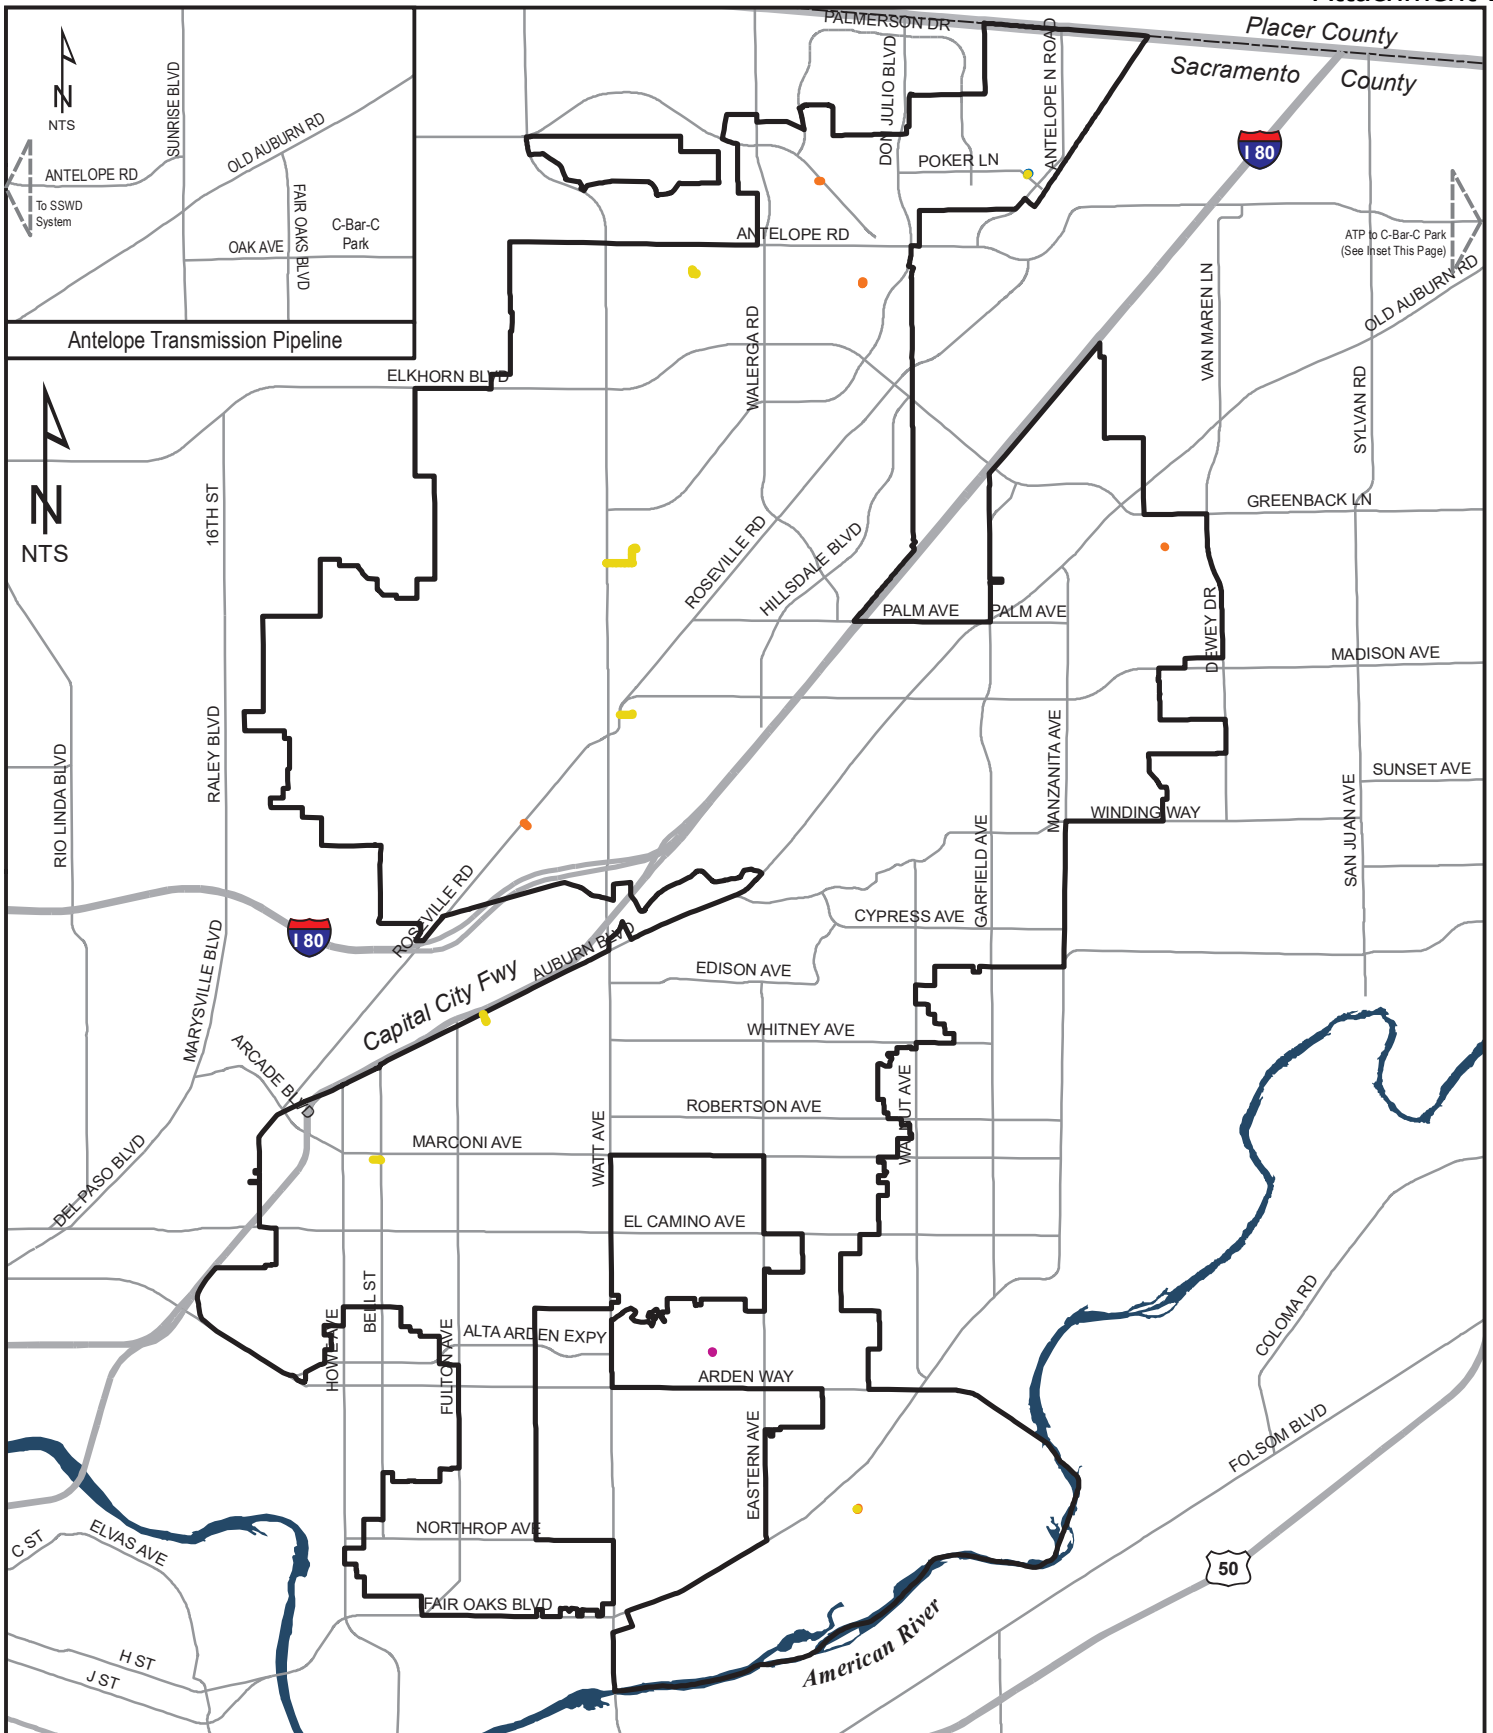 PALMERSON DR
Placer County
Sacramento County
DON JULIO BLVD
ANTELOPE N ROAD
POKER LN
I 80
N
NTS
SUNRISE BLVD
OLD AUBURN RD
ANTELOPE RD
To SSWD
System
FAIR OAKS BLVD
C-Bar-C
Park
OAK AVE
Antelope Transmission Pipeline
ANTELOPE RD
ATP to C-Bar-C Park
(See Inset This Page)
OLD AUBURN RD
VAN MAREN LN
WALERGA RD
ELKHORN BLVD
SYLVAN RD
N
NTS
16TH ST
GREENBACK LN
ROSEVILLE RD
HILLSDALE BLVD
PALM AVE
PALM AVE
DEWEY DR
MADISON AVE
RALEY BLVD
RIO LINDA BLVD
MANZANITA AVE
SUNSET AVE
WINDING WAY
SAN JUAN AVE
GARFIELD AVE
ROSEVILLE RD
CYPRESS AVE
I 80
AUBURN BLVD
EDISON AVE
Capital City Fwy
MARYSVILLE BLVD
WHITNEY AVE
ARCADE BLVD
WALNUT AVE
ROBERTSON AVE
MARCONI AVE
WATT AVE
DEL PASO BLVD
EL CAMINO AVE
BELL ST
HOWE AVE
FULTON AVE
ALTA ARDEN EXPY
COLOMA RD
ARDEN WAY
EASTERN AVE
FOLSOM BLVD
NORTHROP AVE
C ST
ELVAS AVE
50
FAIR OAKS BLVD
American River
H ST
J ST